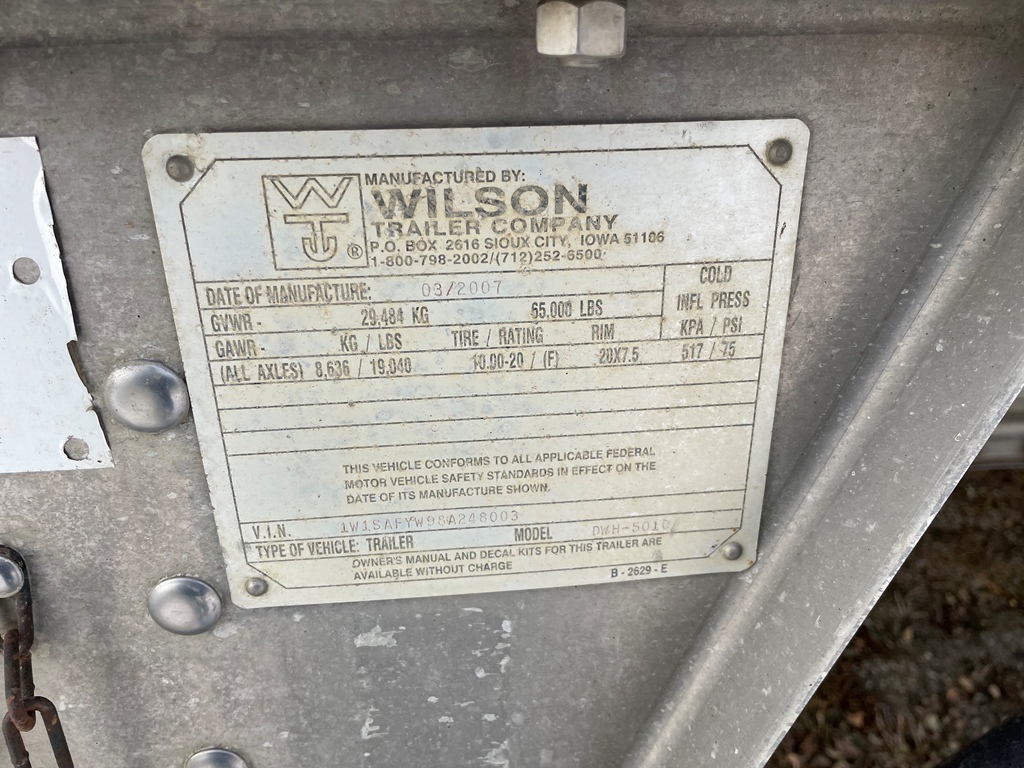 WTJ ®
MANUFACTURED BY:
WILSON
TRAILER COMPANY
P.O. BOX 2616 SIOUX CITY, IOWA 51106
1-800-798-2002/(712)252-6500
DATE OF MANUFACTURE: 03/2007
COLD
GVWR - 29,484 KG 65,000 LBS
INFL PRESS
GAWR - KG / LBS TIRE / RATING RIM KPA / PSI
(ALL AXLES) 8,636 / 19,040 10.00-20 / (F) 20X7.5 517 / 75
THIS VEHICLE CONFORMS TO ALL APPLICABLE FEDERAL
MOTOR VEHICLE SAFETY STANDARDS IN EFFECT ON THE
DATE OF ITS MANUFACTURE SHOWN.
V.I.N. 1W1SAFYW98A248003 MODEL DWH-501C
TYPE OF VEHICLE: TRAILER
OWNER'S MANUAL AND DECAL KITS FOR THIS TRAILER ARE
AVAILABLE WITHOUT CHARGE B - 2629 - E